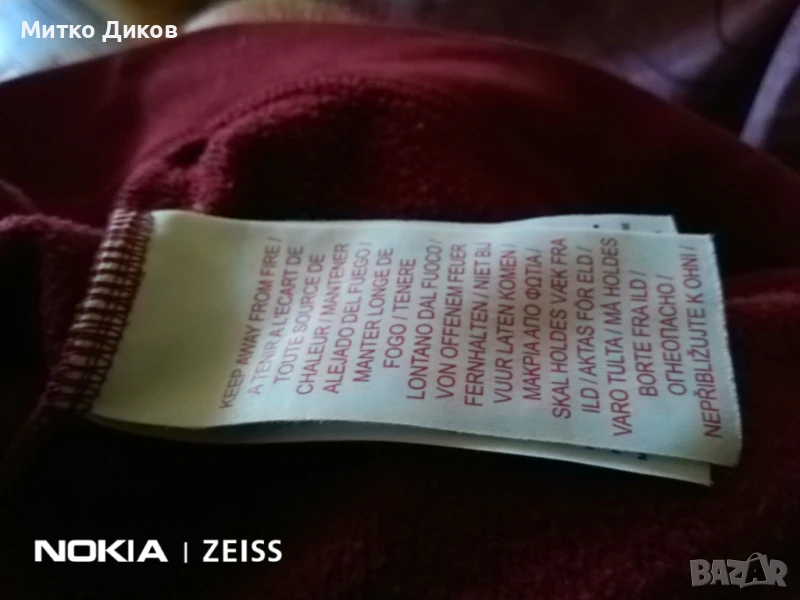 Митко Диков
KEEP AWAY FROM FIRE /
A TENIR A L'ECART DE
TOUTE SOURCE DE
CHALEUR / MANTENER
ALEJADO DEL FUEGO /
MANTER LONGE DE
FOGO / TENERE
LONTANO DAL FUOCO /
VON OFFENEM FEUER
FERNHALTEN / NIET BIJ
VUUR LATEN KOMEN /
ΜΑΚΡΙΑ ΑΠΟ ΦΩΤΙΑ /
SKAL HOLDES VÆK FRA
ILD / AKTAS FÖR ELD /
VARO TULTA / MÅ HOLDES
BORTE FRA ILD /
ОТНЕОПАСНО /
NEPŘIBLIŽUJTE K OHNI /
NOKIA | ZEISS
BAZAR